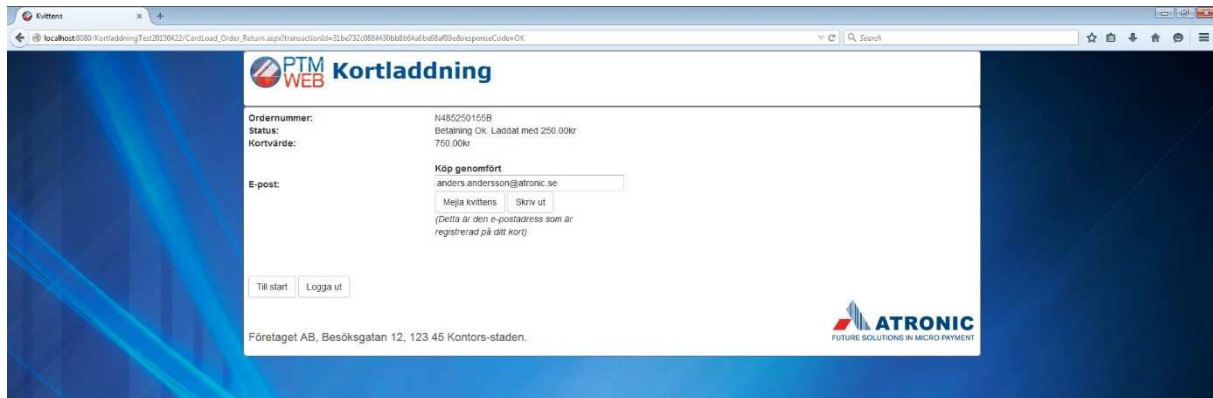 Kvittens
localhost:8080/KortladdningTest20150422/CardLoad_Order_Return.aspx?transactionId=31be732c0884430bb8b64a6be68af09e&responseCode=OK
Search
PTM WEB Kortladdning
Ordernummer: N485250155B
Status: Betalning Ok. Laddat med 250.00kr
Kortvärde: 750,00kr
Köp genomfört
E-post: anders.andersson@atronic.se
Mejla kvittens Skriv ut
(Detta är den e-postadress som är
registrerad på ditt kort)
Till start Logga ut
ATRONIC
FUTURE SOLUTIONS IN MICRO PAYMENT
Företaget AB, Besöksgatan 12, 123 45 Kontors-staden.